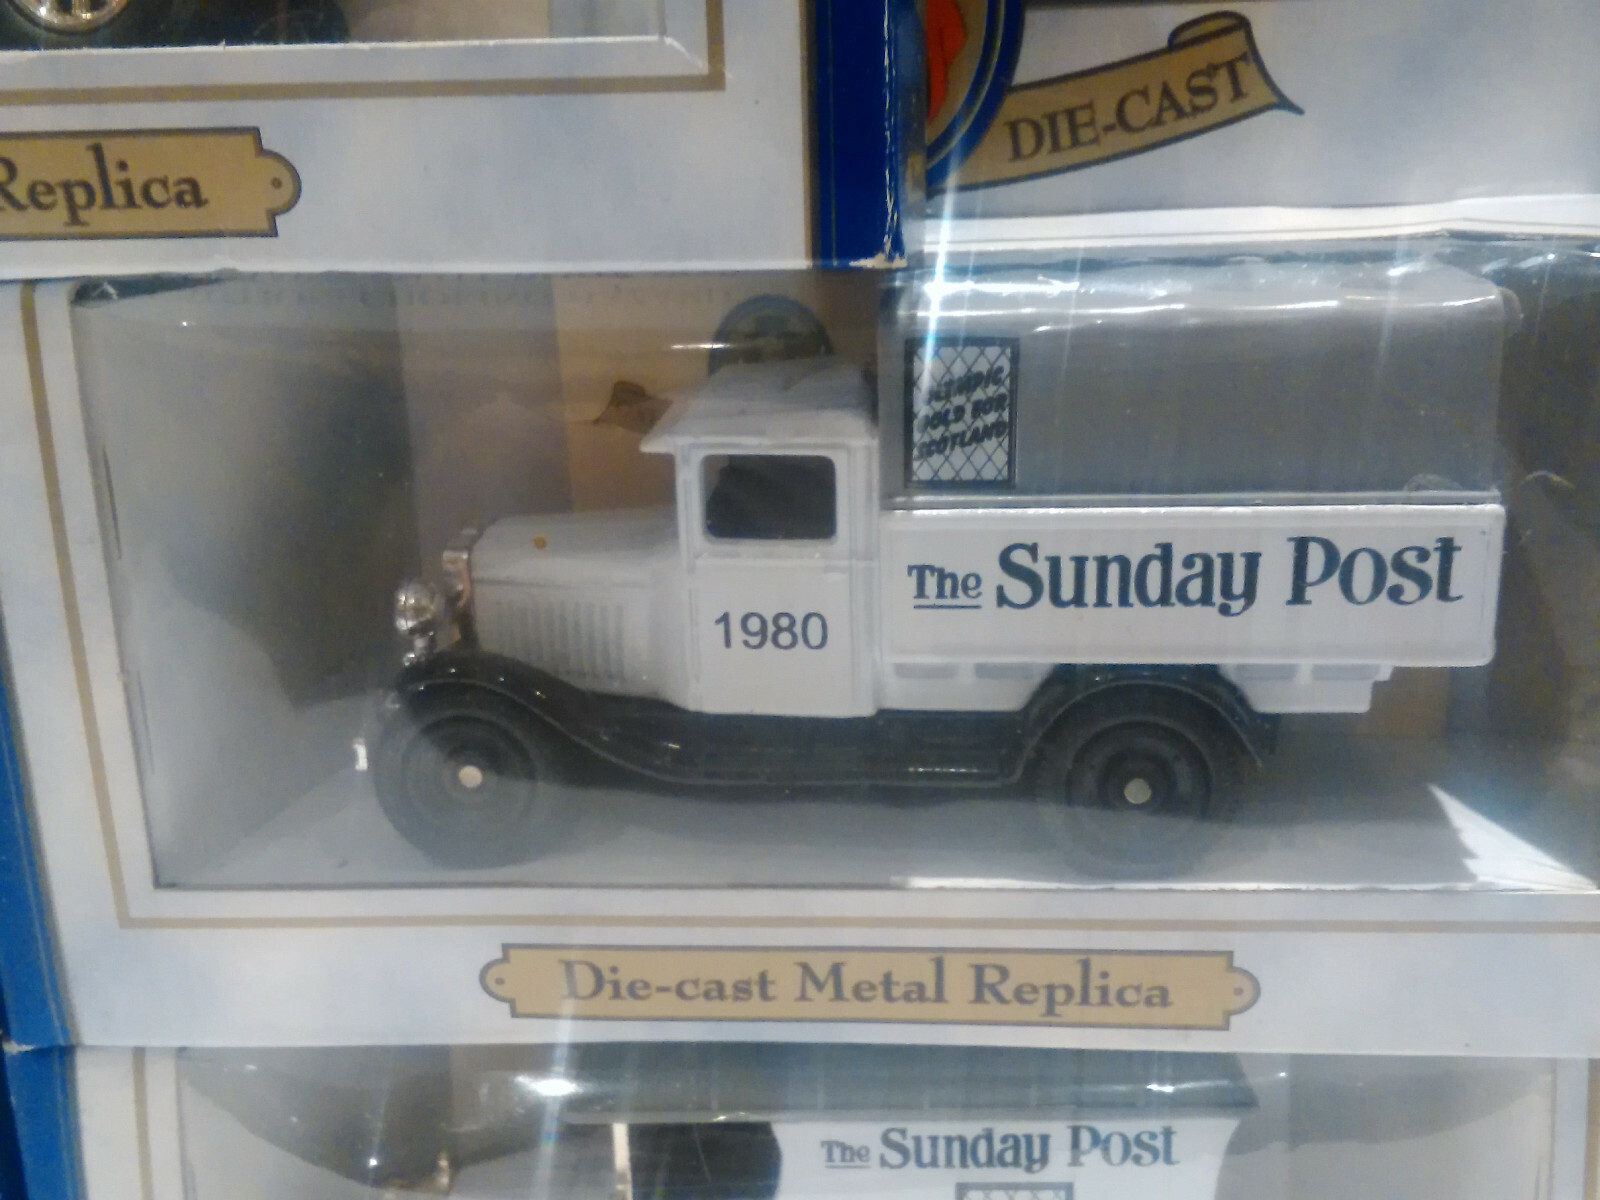 Replica
DIE-CAST
OLYMPIC
GOLD FOR
SCOTLAND
The Sunday Post
1980
Die-cast Metal Replica
The Sunday Post